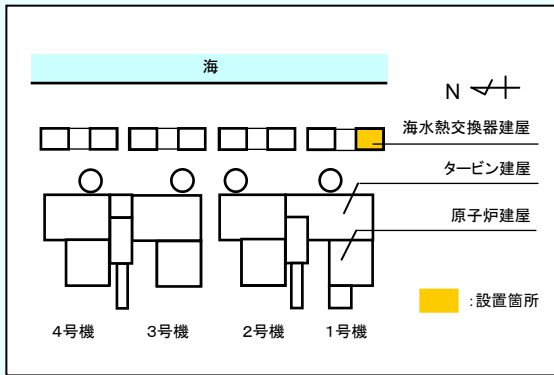 海
N
海水熱交換器建屋
タービン建屋
原子炉建屋
:設置箇所
4号機 3号機 2号機 1号機